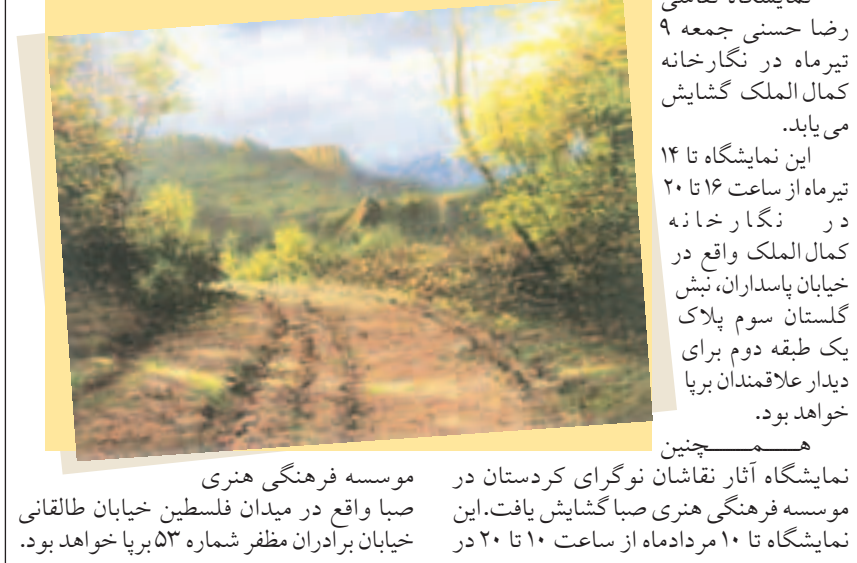 نمایشگاه نقاشی
رضا حسنی جمعه ۹
تیرماه در نگارخانه
کمال‌الملک گشایش
می‌یابد.
این نمایشگاه تا ۱۴
تیرماه از ساعت ۱۶ تا ۲۰
در نگارخانه
کمال‌الملک واقع در
خیابان پاسداران، نبش
گلستان سوم پلاک
یک طبقه دوم برای
دیدار علاقمندان برپا
خواهد بود.
هـمـچنین
نمایشگاه آثار نقاشان نوگرای کردستان در
موسسه فرهنگی هنری صبا گشایش یافت. این
نمایشگاه تا ۱۰ مردادماه از ساعت ۱۰ تا ۲۰ در
موسسه فرهنگی هنری
صبا واقع در میدان فلسطین خیابان طالقانی
خیابان برادران مظفر شماره ۵۳ برپا خواهد بود.